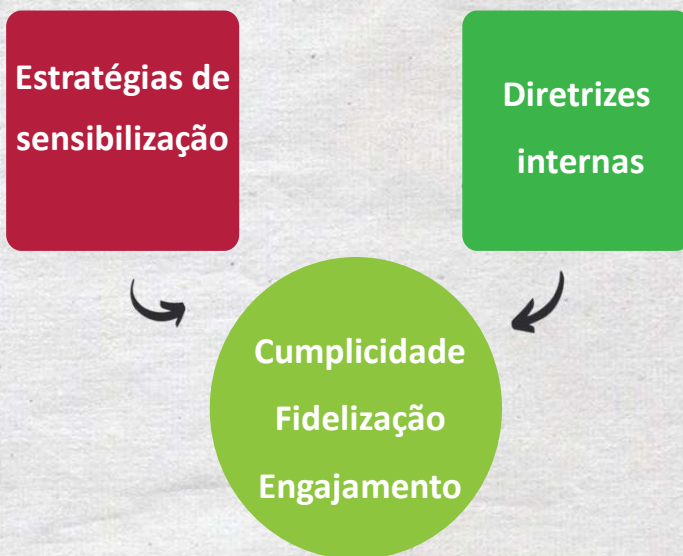 Estratégias de
sensibilização
Diretrizes
internas
Cumplicidade
Fidelização
Engajamento